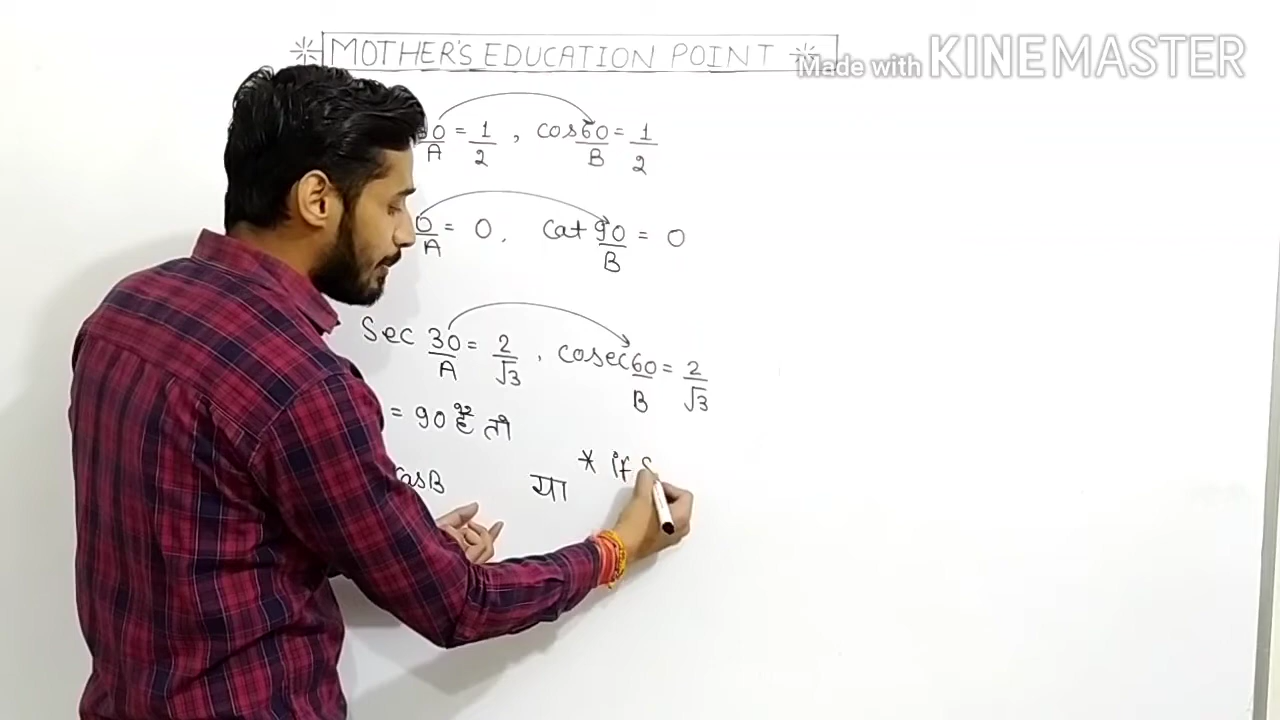 * MOTHER'S EDUCATION POINT *
Made with KINEMASTER
0 = 1/2 , cos 60 = 1/2
A B
0 = 0, cat 90 = 0
A B
Sec 30 = 2/√3 , cosec 60 = 2/√3
A B
= 90 है तो
cosB या * if S